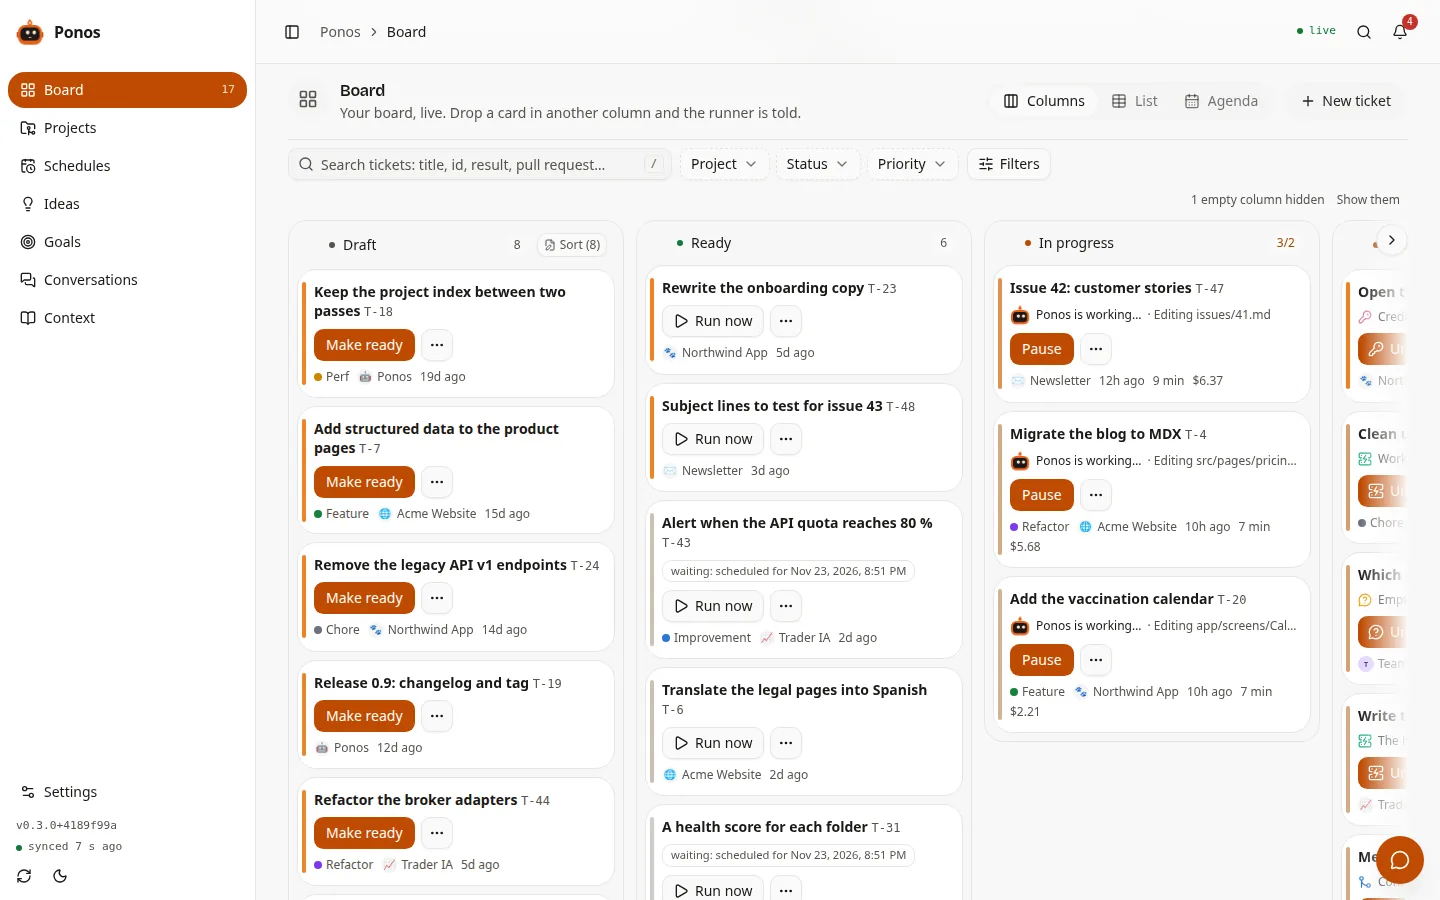 Ponos
Board 17
Projects
Schedules
Ideas
Goals
Conversations
Context
Settings
v0.3.0+4189f99a
synced 7 s ago
Ponos > Board
live
4
Board
Your board, live. Drop a card in another column and the runner is told.
Columns
List
Agenda
New ticket
Search tickets: title, id, result, pull request... /
Project
Status
Priority
Filters
1 empty column hidden Show them
Draft 8 Sort (8)
Keep the project index between two
passes T-18
Make ready
Perf Ponos 19d ago
Add structured data to the product
pages T-7
Make ready
Feature Acme Website 15d ago
Remove the legacy API v1 endpoints T-24
Make ready
Chore Northwind App 14d ago
Release 0.9: changelog and tag T-19
Make ready
Ponos 12d ago
Refactor the broker adapters T-44
Make ready
Refactor Trader IA 5d ago
Ready 6
Rewrite the onboarding copy T-23
Run now
Northwind App 5d ago
Subject lines to test for issue 43 T-48
Run now
Newsletter 3d ago
Alert when the API quota reaches 80 %
T-43
waiting: scheduled for Nov 23, 2026, 8:51 PM
Run now
Improvement Trader IA 2d ago
Translate the legal pages into Spanish
T-6
Run now
Acme Website 2d ago
A health score for each folder T-31
waiting: scheduled for Nov 23, 2026, 8:51 PM
Run now
In progress 3/2
Issue 42: customer stories T-47
Ponos is working... · Editing issues/41.md
Pause
Newsletter 12h ago 9 min $6.37
Migrate the blog to MDX T-4
Ponos is working... · Editing src/pages/pricin...
Pause
Refactor Acme Website 10h ago 7 min
$5.68
Add the vaccination calendar T-20
Ponos is working... · Editing app/screens/Cal...
Pause
Feature Northwind App 10h ago 7 min
$2.21
Open
Clean
Chore
Which
Write
The